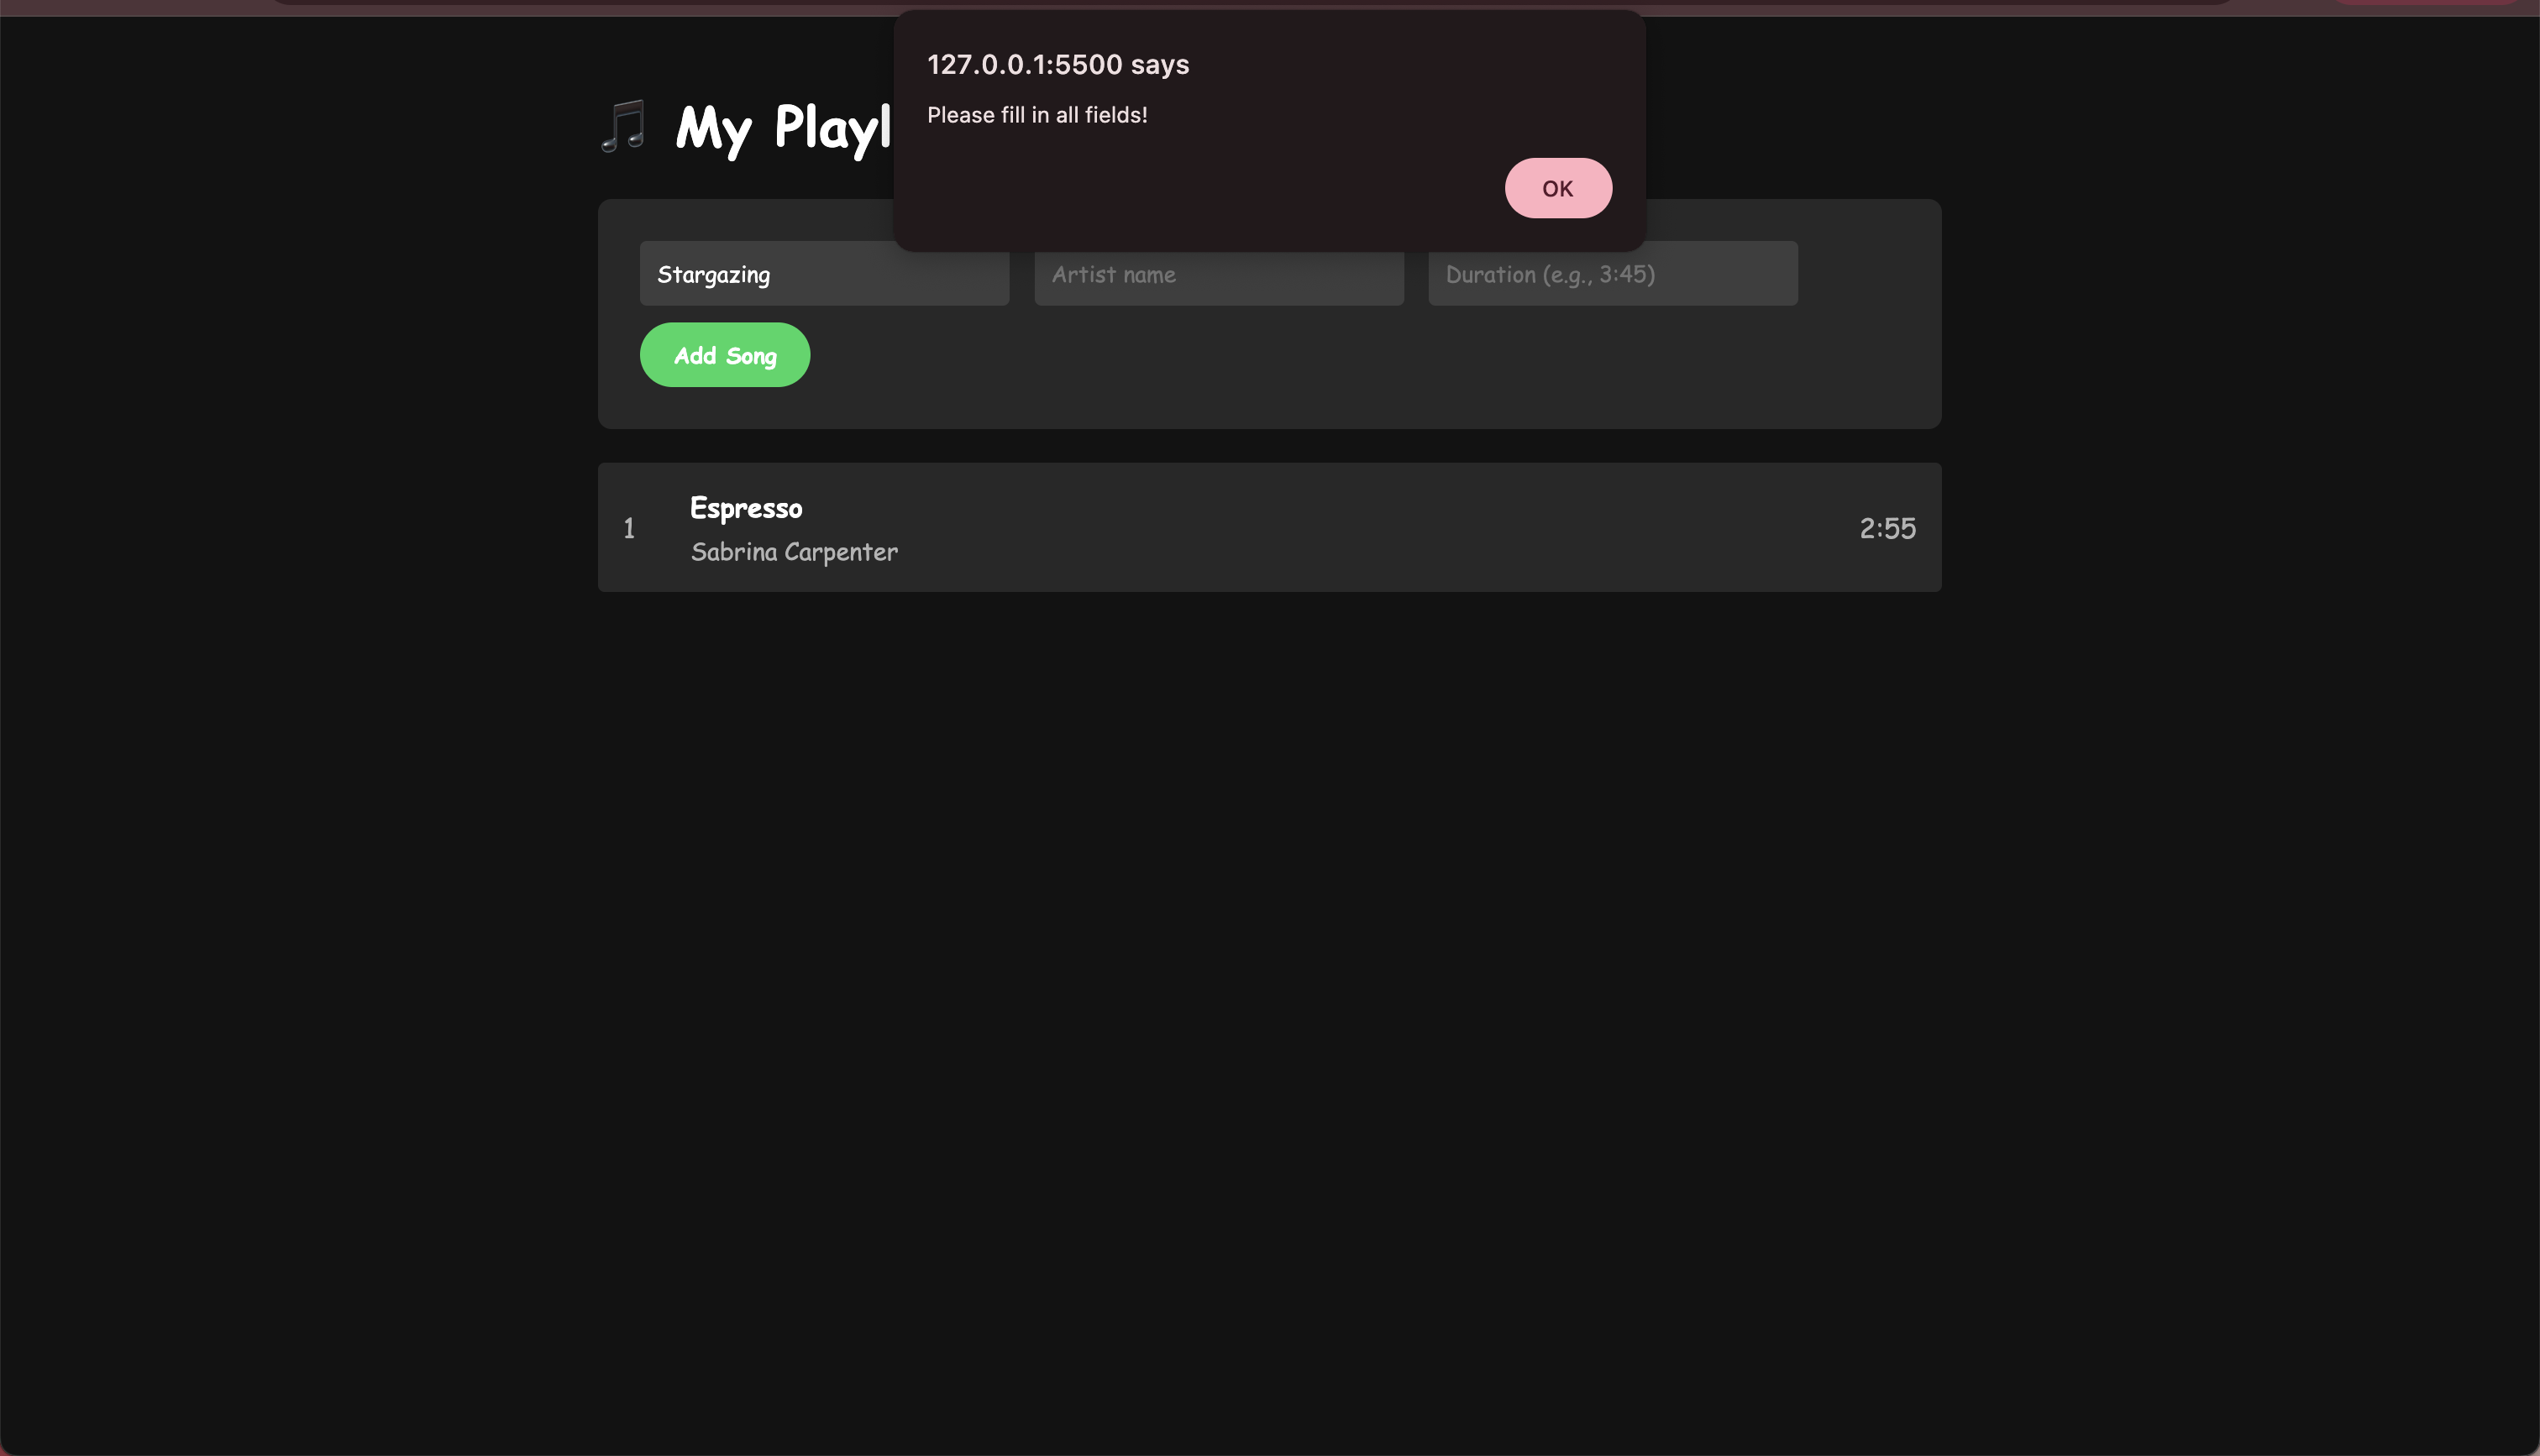 127.0.0.1:5500 says
Please fill in all fields!
OK
My Playl
Stargazing
Artist name
Duration (e.g., 3:45)
Add Song
1
Espresso
Sabrina Carpenter
2:55